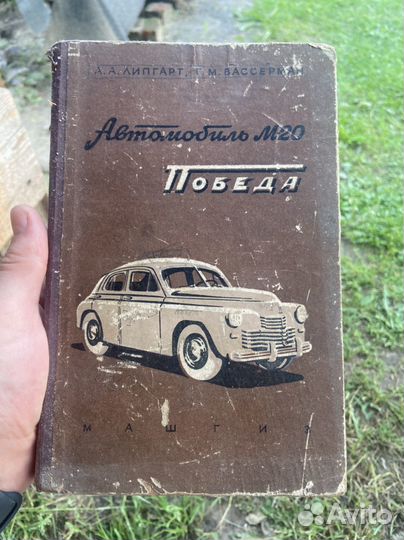 А. А. ЛИПГАРТ, Г. М. ВАССЕРМАН
Автомобиль М20
ПОБЕДА
МАШГИЗ
Avito